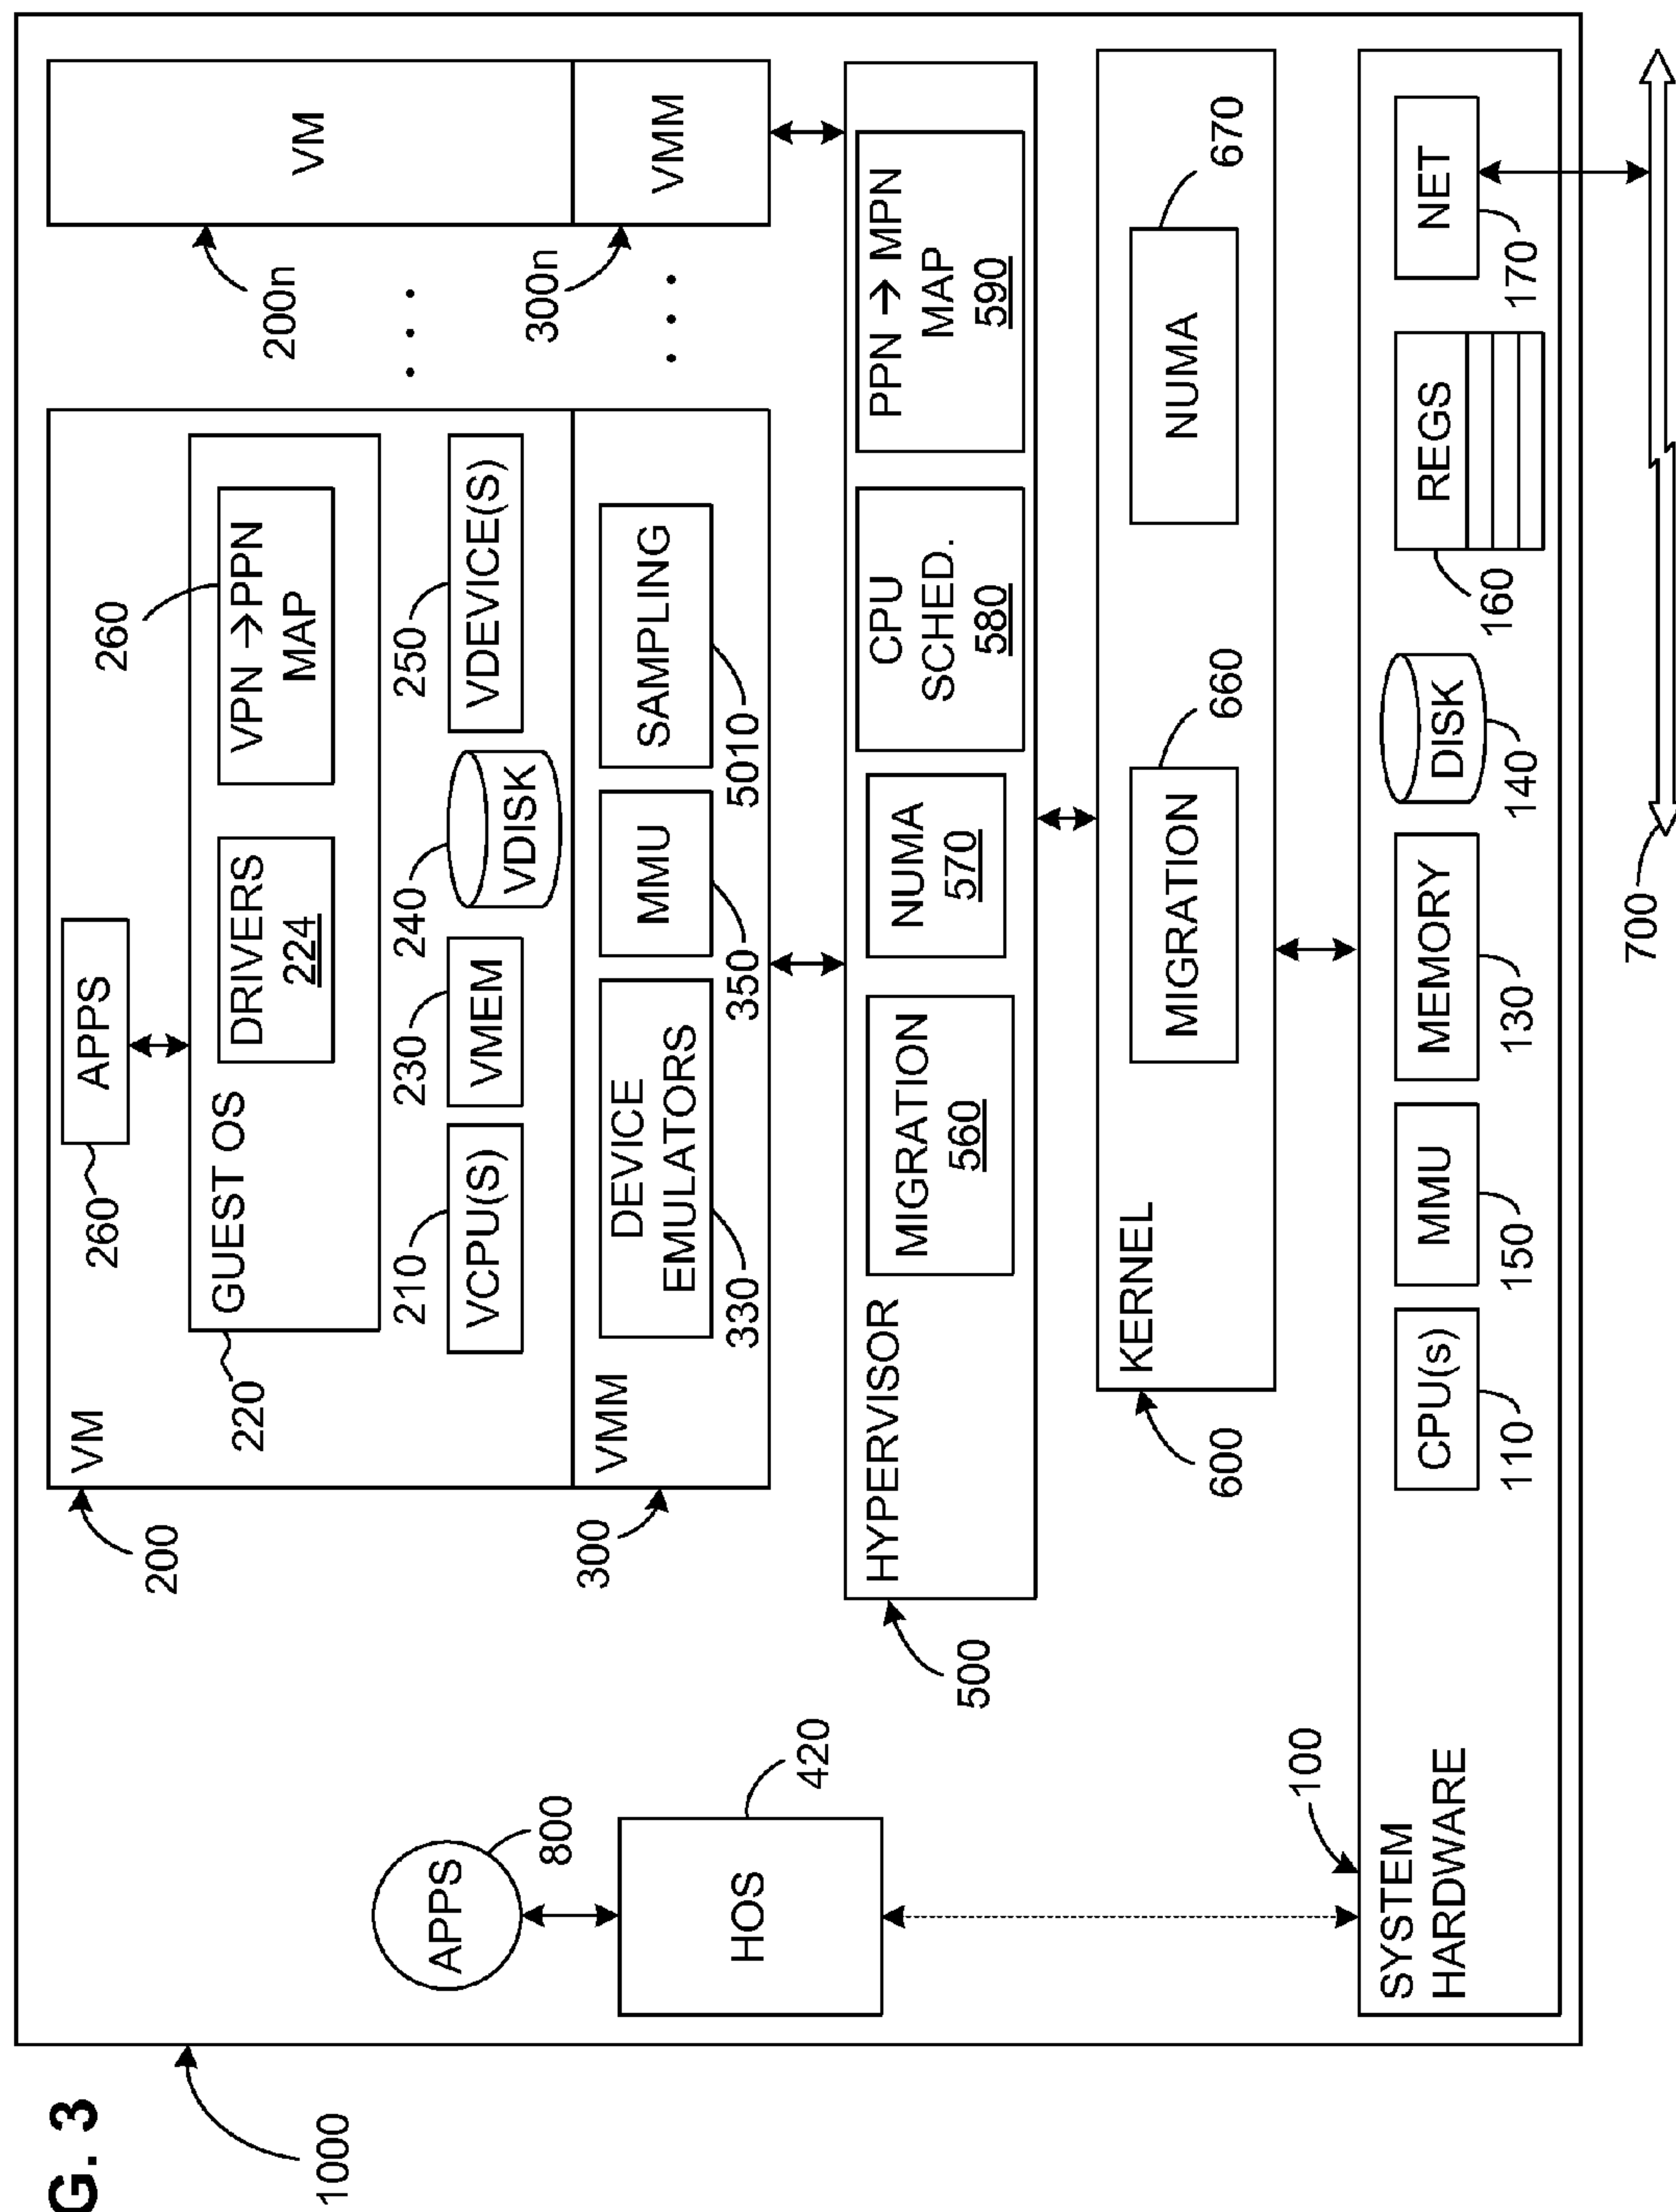 G. 3
1000
200
VM
260
APPS
220
GUEST OS
DRIVERS
224
260
VPN → PPN
MAP
210
VCPU(S)
230
VMEM
240
VDISK
250
VDEVICE(S)
300
VMM
DEVICE
EMULATORS
330
MMU
350
SAMPLING
5010
200n
VM
. . .
300n
VMM
. . .
APPS
800
HOS
420
500
HYPERVISOR
MIGRATION
560
NUMA
570
CPU
SCHED.
580
PPN → MPN
MAP
590
600
KERNEL
MIGRATION
660
NUMA
670
100
SYSTEM
HARDWARE
CPU(s)
110
MMU
150
MEMORY
130
DISK
140
REGS
160
NET
170
700